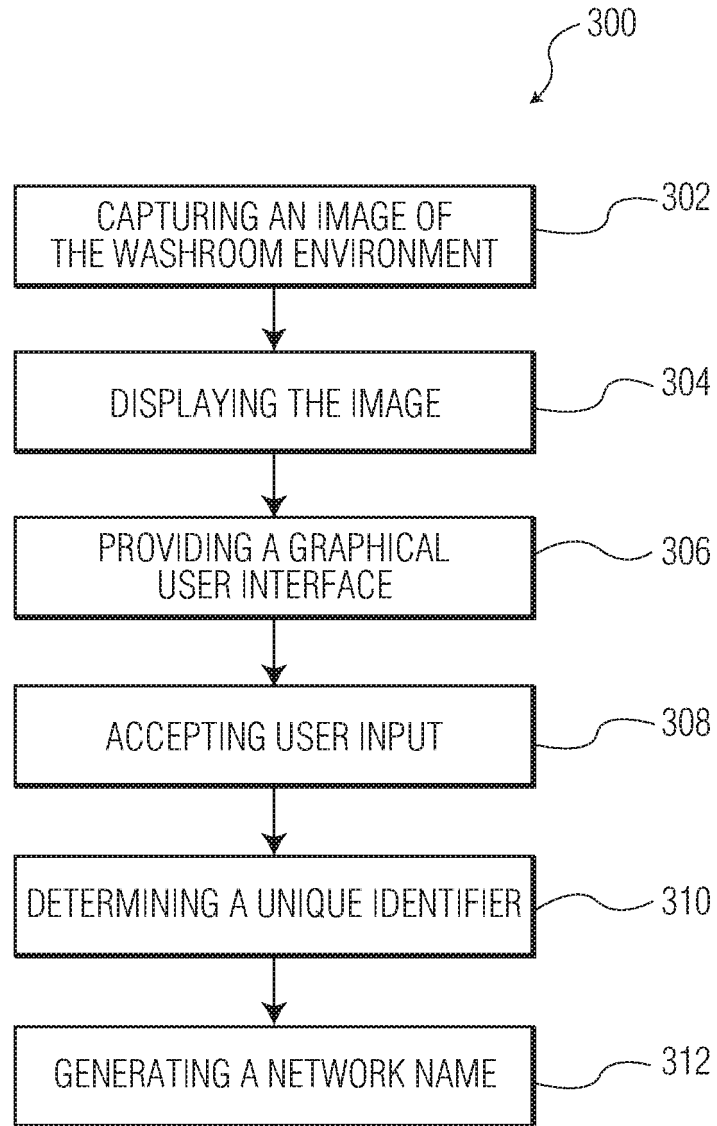 300
CAPTURING AN IMAGE OF
THE WASHROOM ENVIRONMENT
302
DISPLAYING THE IMAGE
304
PROVIDING A GRAPHICAL
USER INTERFACE
306
ACCEPTING USER INPUT
308
DETERMINING A UNIQUE IDENTIFIER
310
GENERATING A NETWORK NAME
312